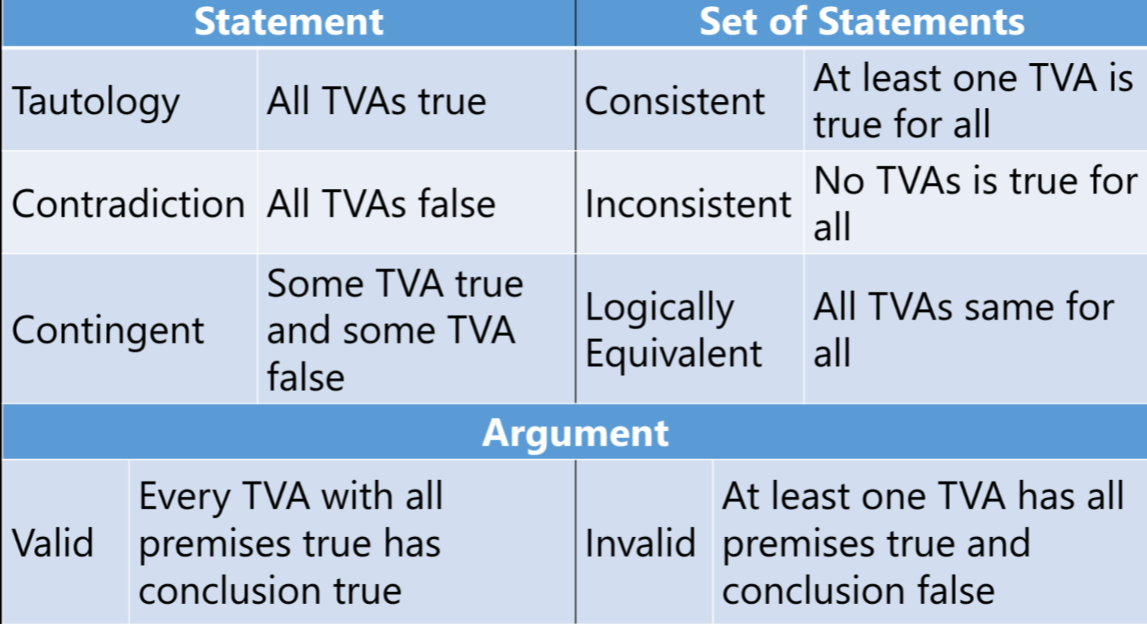 Statement
Set of Statements
Tautology
All TVAs true
Consistent
At least one TVA is
true for all
Contradiction
All TVAs false
Inconsistent
No TVAs is true for
all
Contingent
Some TVA true
and some TVA
false
Logically
Equivalent
All TVAs same for
all
Argument
Valid
Every TVA with all
premises true has
conclusion true
Invalid
At least one TVA has all
premises true and
conclusion false